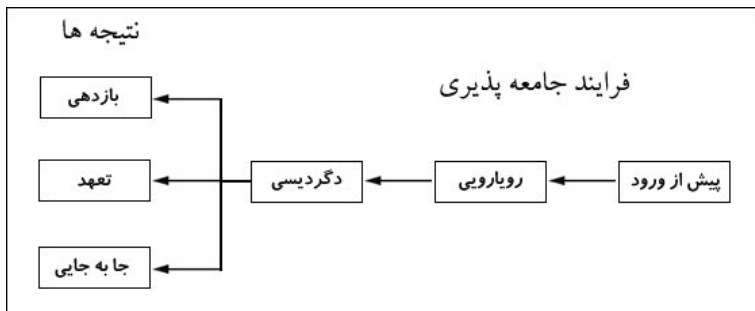 نتیجه ها
فرایند جامعه پذیری
پیش از ورود
رویارویی
دگردیسی
بازدهی
تعهد
جا به جایی